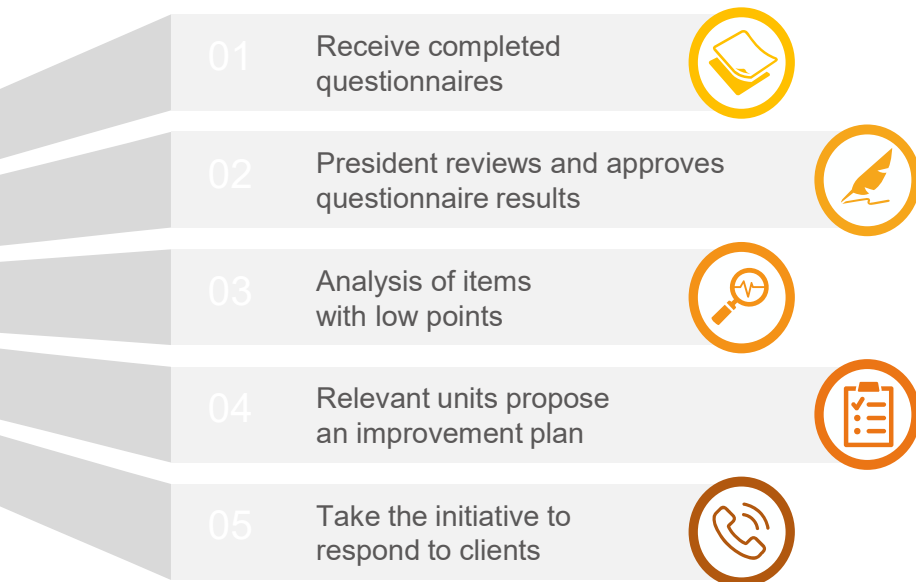 01
Receive completed
questionnaires
02
President reviews and approves
questionnaire results
03
Analysis of items
with low points
04
Relevant units propose
an improvement plan
05
Take the initiative to
respond to clients